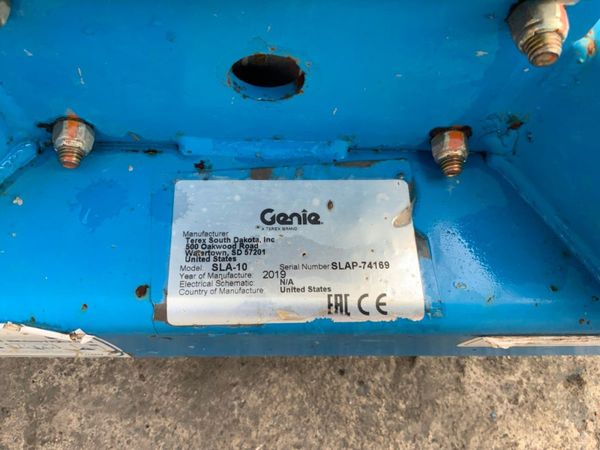 Genie
A TEREX BRAND
Manufacturer
Terex South Dakota, Inc
500 Oakwood Road
Watertown, SD 57201
United States
Model: SLA-10 Serial Number: SLAP-74169
Year of Manufacture: 2019
Electrical Schematic: N/A
Country of Manufacture: United States
EAC CE